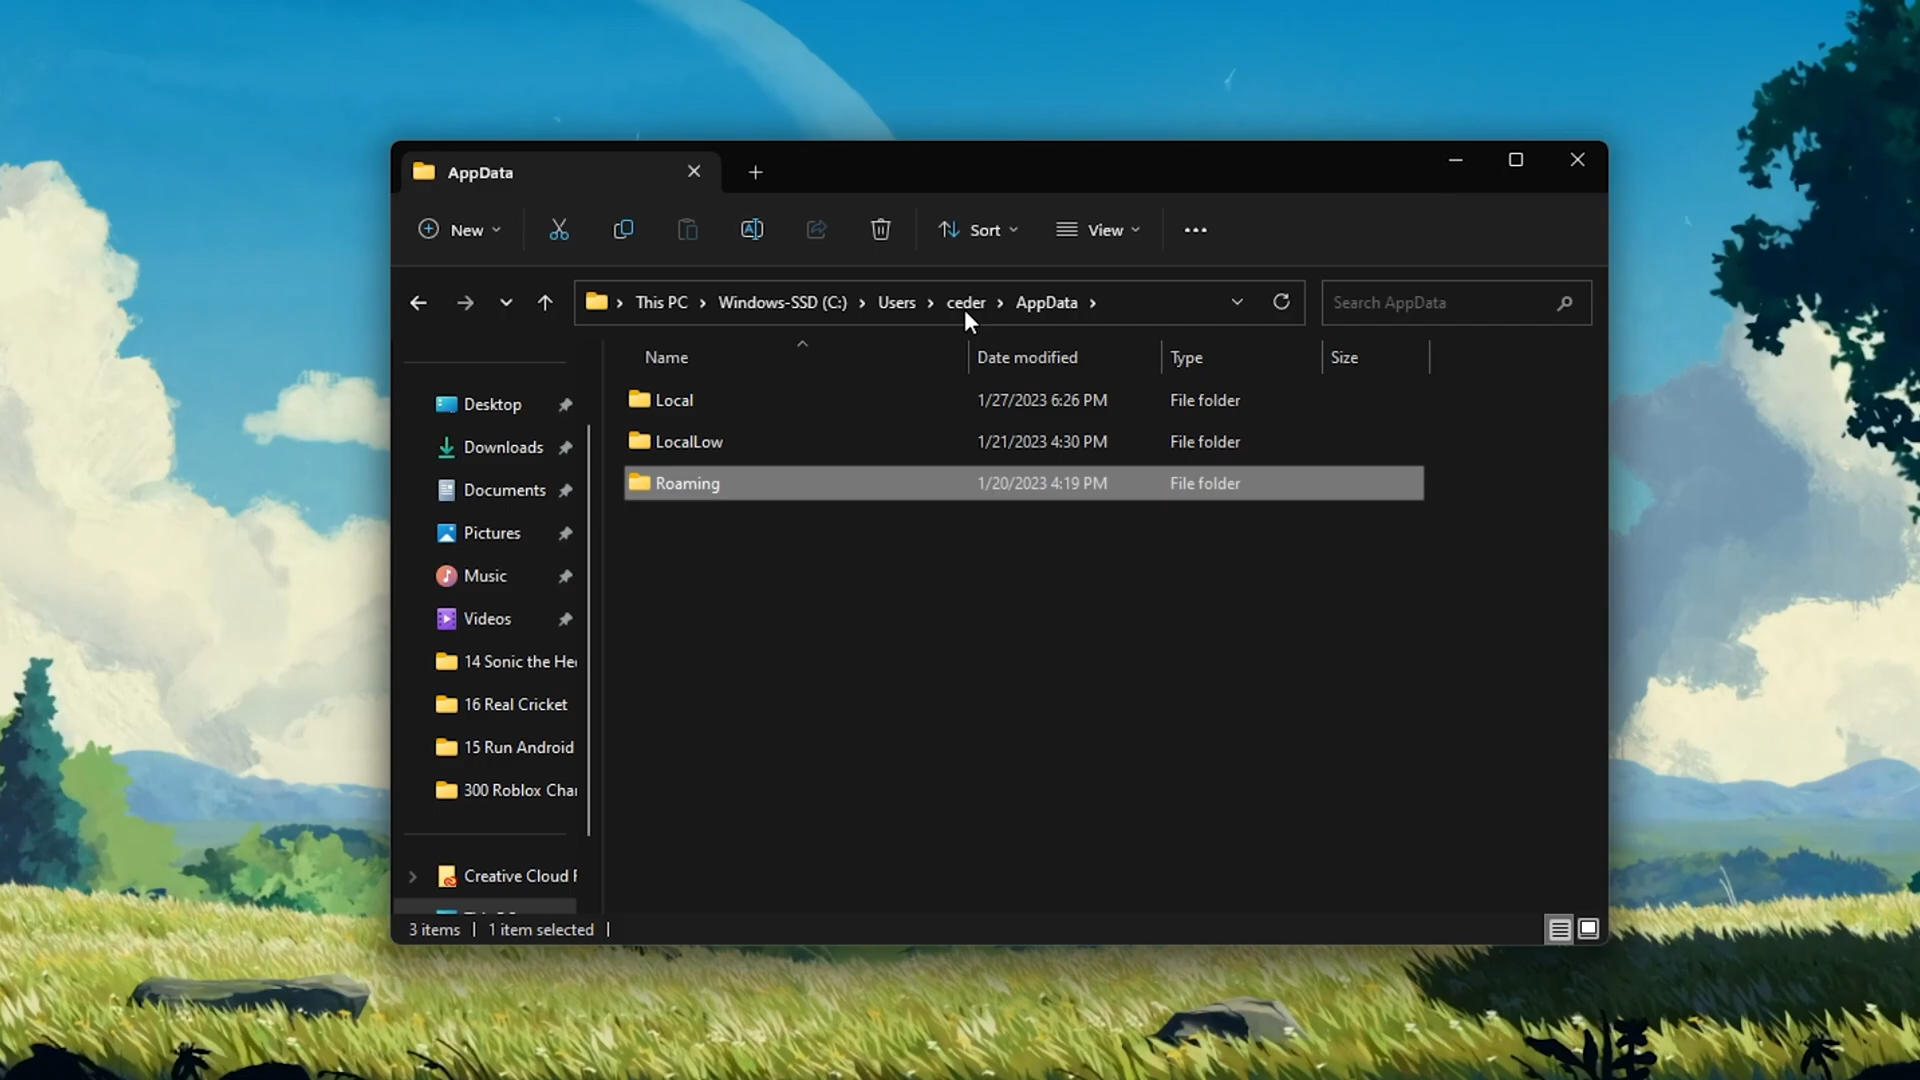 AppData
New
Sort
View
This PC > Windows-SSD (C:) > Users > ceder > AppData >
Search AppData
Name Date modified Type Size
Local 1/27/2023 6:26 PM File folder
LocalLow 1/21/2023 4:30 PM File folder
Roaming 1/20/2023 4:19 PM File folder
Desktop
Downloads
Documents
Pictures
Music
Videos
14 Sonic the He
16 Real Cricket
15 Run Android
300 Roblox Cha
Creative Cloud F
3 items | 1 item selected |